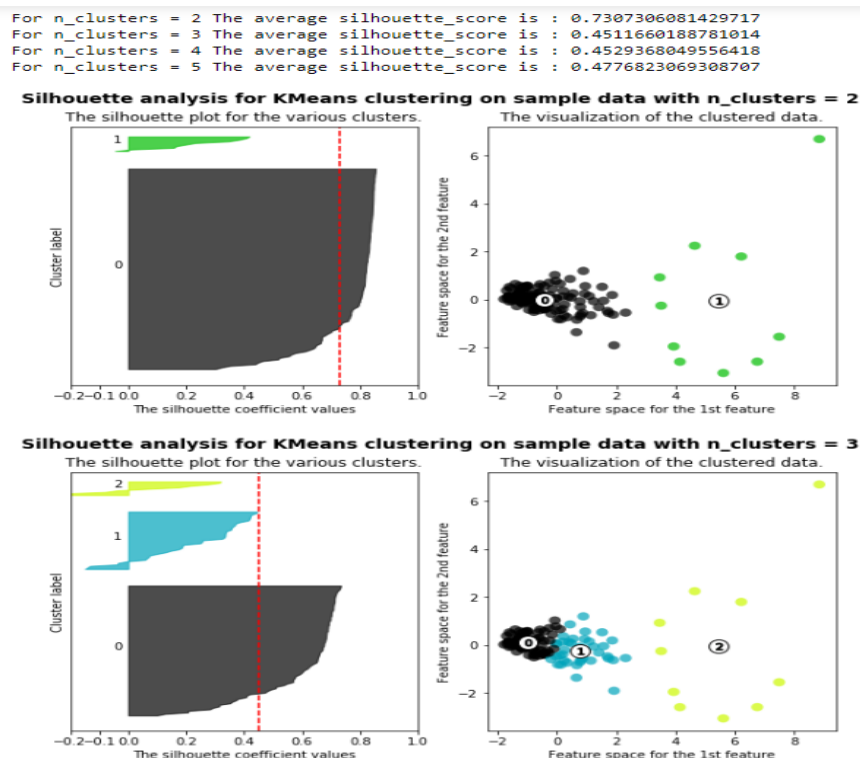 For n_clusters = 2 The average silhouette_score is : 0.7307306081429717
For n_clusters = 3 The average silhouette_score is : 0.4511660188781014
For n_clusters = 4 The average silhouette_score is : 0.4529368049556418
For n_clusters = 5 The average silhouette_score is : 0.4776823069308707
Silhouette analysis for KMeans clustering on sample data with n_clusters = 2
The silhouette plot for the various clusters.
Cluster label
1
0
-0.2 -0.1 0.0 0.2 0.4 0.6 0.8 1.0
The silhouette coefficient values
The visualization of the clustered data.
Feature space for the 2nd feature
6
4
2
0
−2
0
1
−2 0 2 4 6 8
Feature space for the 1st feature
Silhouette analysis for KMeans clustering on sample data with n_clusters = 3
The silhouette plot for the various clusters.
Cluster label
2
1
0
-0.2 -0.1 0.0 0.2 0.4 0.6 0.8 1.0
The silhouette coefficient values
The visualization of the clustered data.
Feature space for the 2nd feature
6
4
2
0
−2
0
1
2
−2 0 2 4 6 8
Feature space for the 1st feature